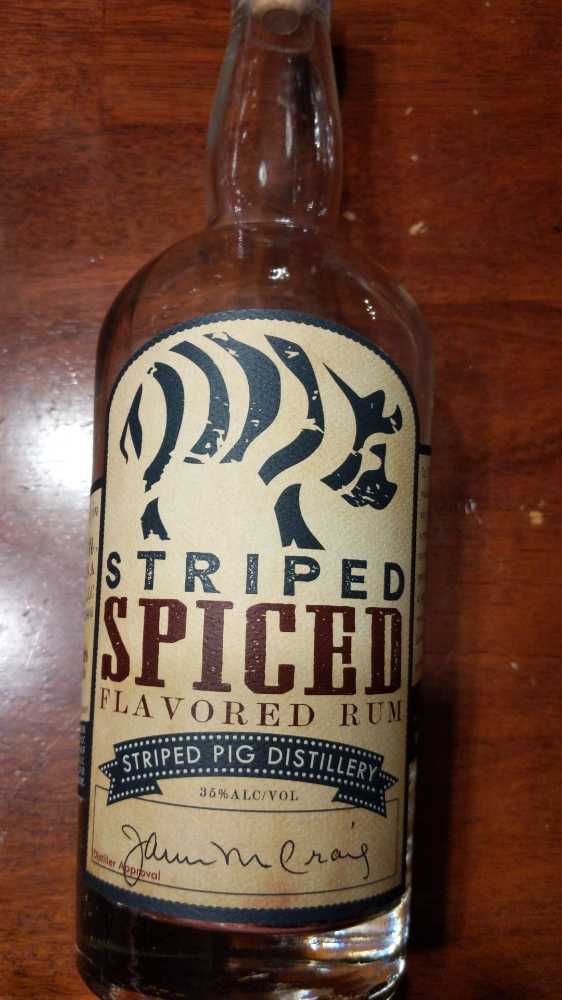 STRIPED
SPICED
FLAVORED RUM
STRIPED PIG DISTILLERY
35%ALC/VOL
Distiller Approval